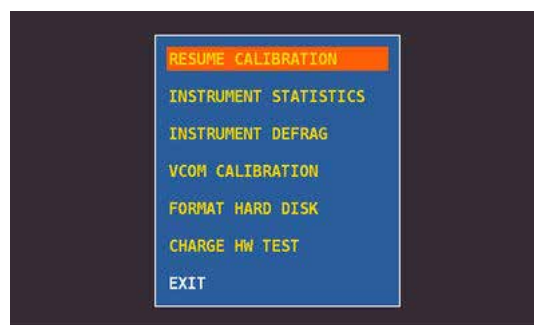 RESUME CALIBRATION
INSTRUMENT STATISTICS
INSTRUMENT DEFRAG
VCOM CALIBRATION
FORMAT HARD DISK
CHARGE HW TEST
EXIT